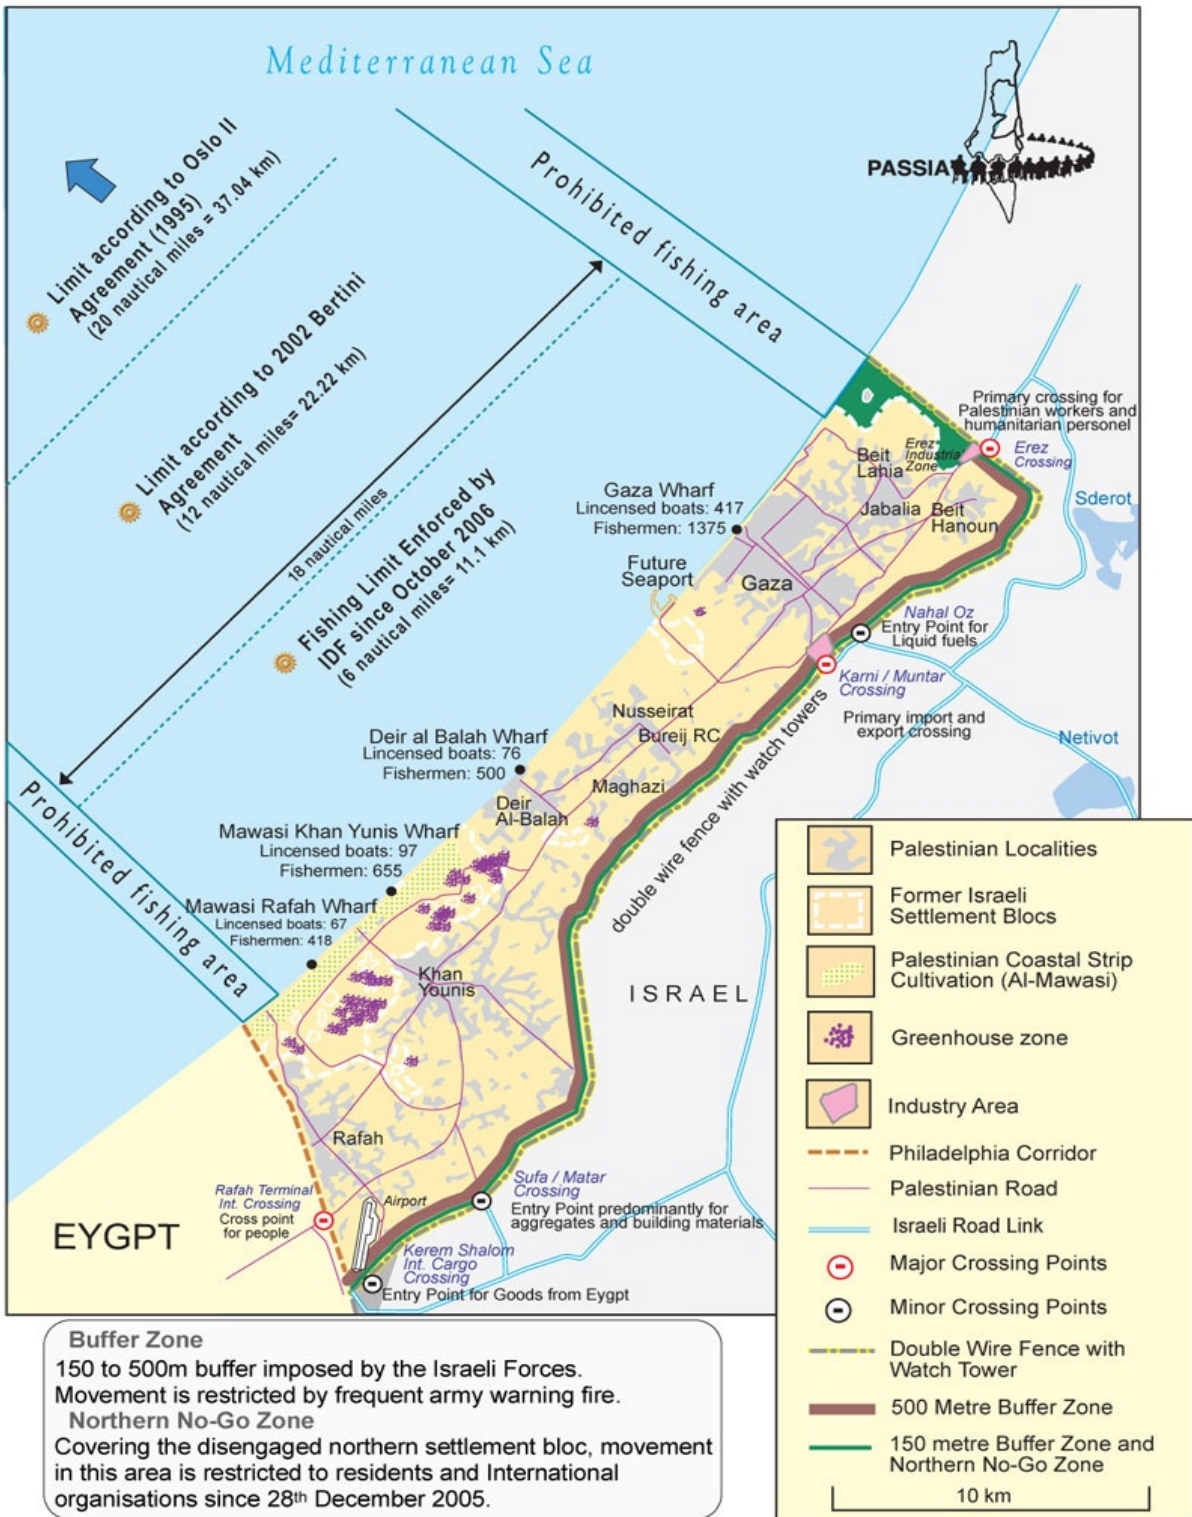 Mediterranean Sea
PASSIA
Limit according to Oslo II
Agreement (1995)
(20 nautical miles = 37.04 km)
Prohibited fishing area
Limit according to 2002 Bertini
Agreement
(12 nautical miles= 22.22 km)
18 nautical miles
Fishing Limit Enforced by
IDF since October 2006
(6 nautical miles= 11.1 km)
Primary crossing for
Palestinian workers and
humanitarian personel
Erez
Crossing
Erez
Industrial
Zone
Beit
Lahia
Jabalia
Beit
Hanoun
Sderot
Gaza Wharf
Lincensed boats: 417
Fishermen: 1375
Future
Seaport
Gaza
Nahal Oz
Entry Point for
Liquid fuels
Karni / Muntar
Crossing
Primary import and
export crossing
Netivot
Nusseirat
Bureij RC
Maghazi
double wire fence with watch towers
Deir al Balah Wharf
Lincensed boats: 76
Fishermen: 500
Deir
Al-Balah
Mawasi Khan Yunis Wharf
Lincensed boats: 97
Fishermen: 655
Mawasi Rafah Wharf
Lincensed boats: 67
Fishermen: 418
Prohibited fishing area
Khan
Younis
ISRAEL
Rafah
Rafah Terminal
Int. Crossing
Cross point
for people
Airport
Sufa / Matar
Crossing
Entry Point predominantly for
aggregates and building materials
EYGPT
Kerem Shalom
Int. Cargo
Crossing
Entry Point for Goods from Eygpt
Palestinian Localities
Former Israeli
Settlement Blocs
Palestinian Coastal Strip
Cultivation (Al-Mawasi)
Greenhouse zone
Industry Area
Philadelphia Corridor
Palestinian Road
Israeli Road Link
Major Crossing Points
Minor Crossing Points
Double Wire Fence with
Watch Tower
500 Metre Buffer Zone
150 metre Buffer Zone and
Northern No-Go Zone
10 km
Buffer Zone
150 to 500m buffer imposed by the Israeli Forces.
Movement is restricted by frequent army warning fire.
Northern No-Go Zone
Covering the disengaged northern settlement bloc, movement
in this area is restricted to residents and International
organisations since 28th December 2005.